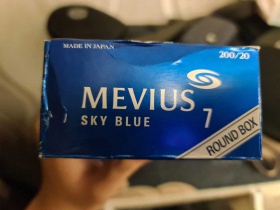 MADE IN JAPAN
200/20
MEVIUS
SKY BLUE
7
ROUND BOX